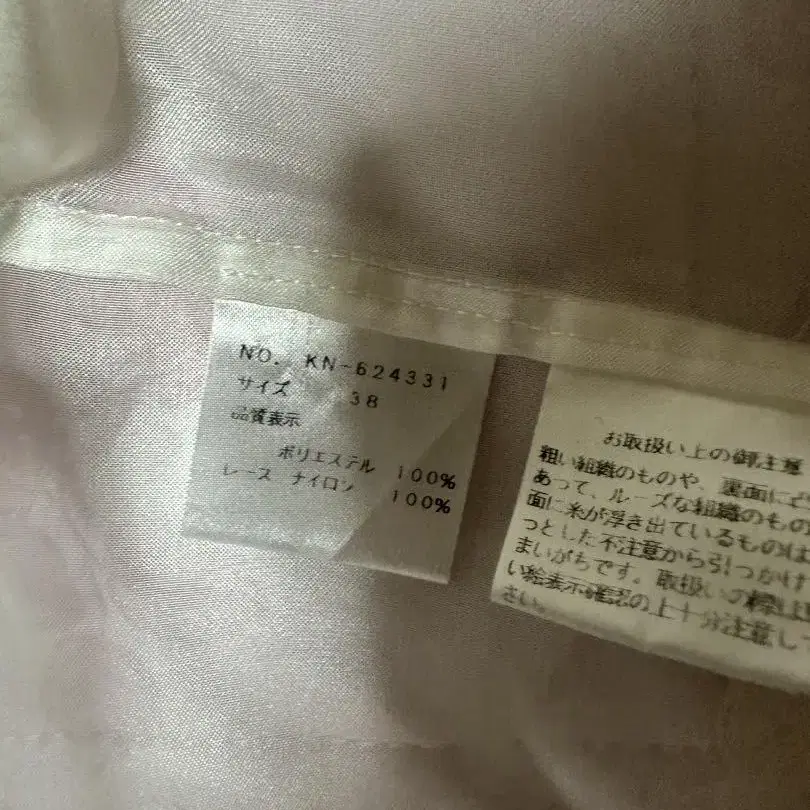 NO. KN-624331
サイズ 38
品質表示
ポリエステル 100%
レース ナイロン 100%
お取扱い上の御注意
粗い組織のものや、裏面にと
あって、ルーズな組織のもの
面に糸が浮き出ているものは
っとした不注意から引っかけ
まいがちです。取扱いの際は
い絵表示確認の上十分注意し
さい。